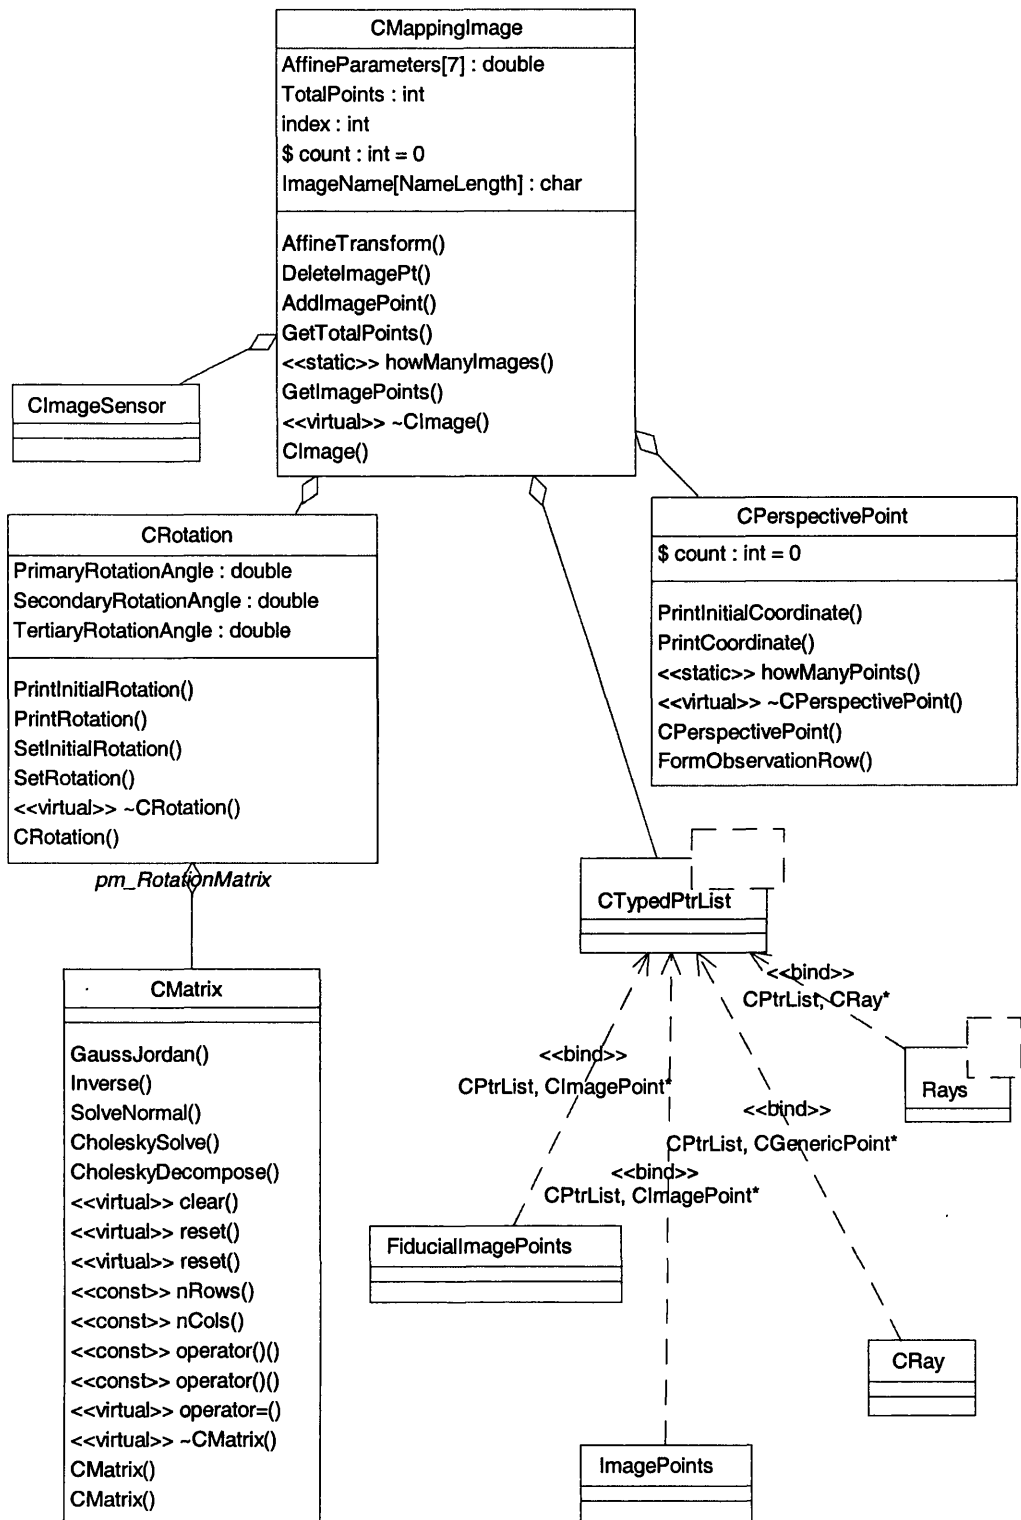 CMappingImage
AffineParameters[7] : double
TotalPoints : int
index : int
$ count : int = 0
ImageName[NameLength] : char
AffineTransform()
DeleteImagePt()
AddImagePoint()
GetTotalPoints()
<<static>> howManyImages()
GetImagePoints()
<<virtual>> ~CImage()
CImage()
CImageSensor
CRotation
PrimaryRotationAngle : double
SecondaryRotationAngle : double
TertiaryRotationAngle : double
PrintInitialRotation()
PrintRotation()
SetInitialRotation()
SetRotation()
<<virtual>> ~CRotation()
CRotation()
CPerspectivePoint
$ count : int = 0
PrintInitialCoordinate()
PrintCoordinate()
<<static>> howManyPoints()
<<virtual>> ~CPerspectivePoint()
CPerspectivePoint()
FormObservationRow()
pm_RotationMatrix
CTypedPtrList
CMatrix
GaussJordan()
Inverse()
SolveNormal()
CholeskySolve()
CholeskyDecompose()
<<virtual>> clear()
<<virtual>> reset()
<<virtual>> reset()
<<const>> nRows()
<<const>> nCols()
<<const>> operator()()
<<const>> operator()()
<<virtual>> operator=()
<<virtual>> ~CMatrix()
CMatrix()
CMatrix()
<<bind>>
CPtrList, CRay*
<<bind>>
CPtrList, CImagePoint*
Rays
<<bind>>
CPtrList, CGenericPoint*
<<bind>>
CPtrList, CImagePoint*
FiducialImagePoints
CRay
ImagePoints